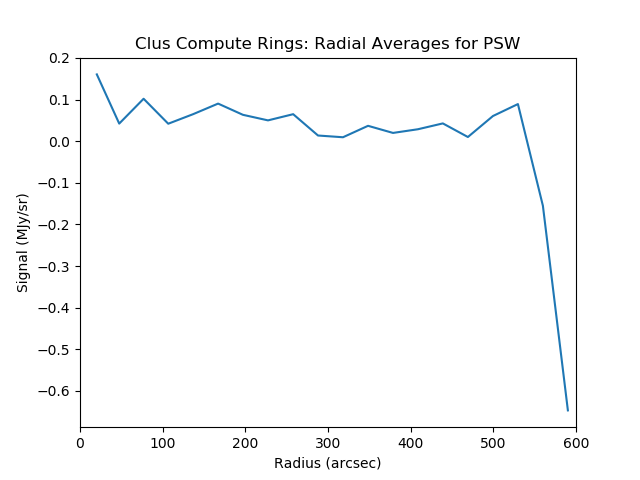 Clus Compute Rings: Radial Averages for PSW
0.2
0.1
0.0
−0.1
−0.2
−0.3
−0.4
−0.5
−0.6
Signal (MJy/sr)
0 100 200 300 400 500 600
Radius (arcsec)